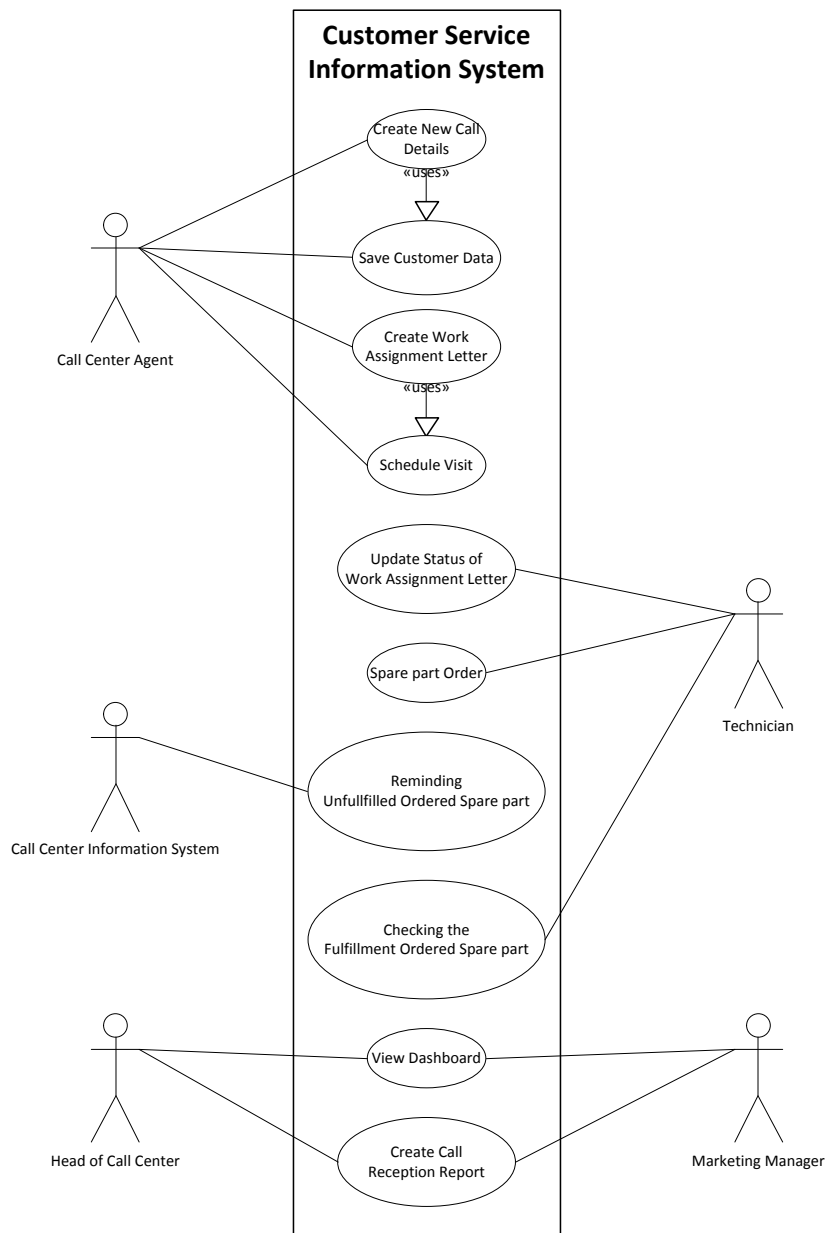 Customer Service
Information System
Create New Call
Details
«uses»
Save Customer Data
Create Work
Assignment Letter
Call Center Agent
«uses»
Schedule Visit
Update Status of
Work Assignment Letter
Spare part Order
Technician
Reminding
Unfullfilled Ordered Spare part
Call Center Information System
Checking the
Fulfillment Ordered Spare part
View Dashboard
Create Call
Reception Report
Head of Call Center
Marketing Manager